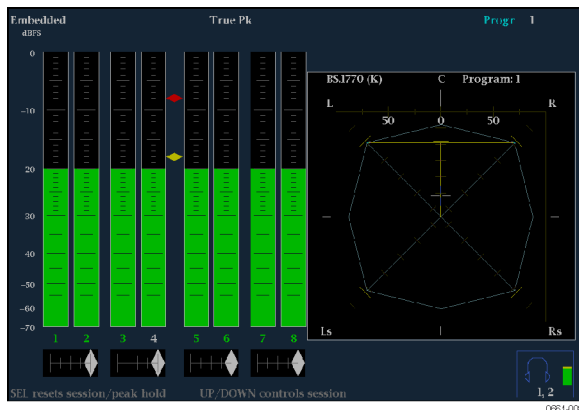 Embedded True Pk Progr 1
dBFS
0
BS.1770 (K) C Program: 1
L R
-10
50 0 50
20
30
40
-50
-60
-70
Ls Rs
1 2 3 4 5 6 7 8
SEL resets session/peak hold UP/DOWN controls session
1, 2